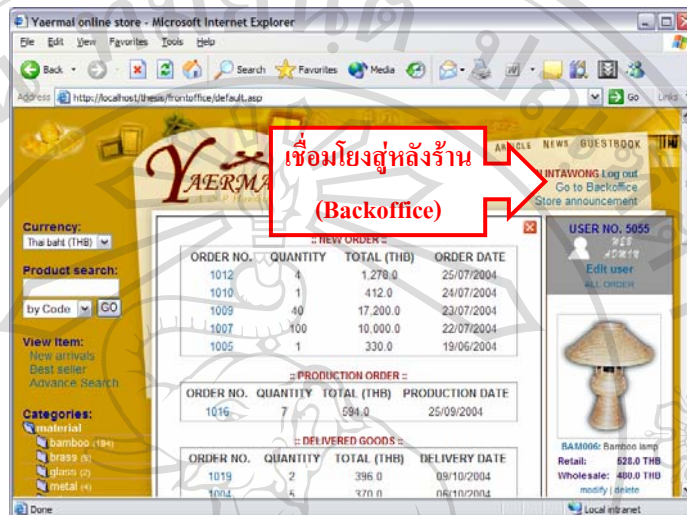 Yaermal online store - Microsoft Internet Explorer
File Edit View Favorites Tools Help
Back Search Favorites Media
Address http://localhost/thesis/frontoffice/default.asp Go Links
ARTICLE NEWS GUESTBOOK
เชื่อมโยงสู่หลังร้าน
(Backoffice)
LINTAWONG Log out
Go to Backoffice
Store announcement
Currency:
Thai baht (THB)
Product search:
by Code GO
View Item:
New arrivals
Best seller
Advance Search
Categories:
material
bamboo (194)
brass (5)
glass (2)
metal (4)
:: NEW ORDER ::
ORDER NO. QUANTITY TOTAL (THB) ORDER DATE
1012 4 1,278.0 25/07/2004
1010 1 412.0 24/07/2004
1009 40 17,200.0 23/07/2004
1007 100 10,000.0 22/07/2004
1005 1 330.0 19/06/2004
:: PRODUCTION ORDER ::
ORDER NO. QUANTITY TOTAL (THB) PRODUCTION DATE
1016 7 594.0 25/09/2004
:: DELIVERED GOODS ::
ORDER NO. QUANTITY TOTAL (THB) DELIVERY DATE
1019 2 396.0 09/10/2004
1004 5 370.0 06/10/2004
USER NO. 5055
WEB
ADMIN
Edit user
ALL ORDER
BAM006: Bamboo lamp
Retail: 528.0 THB
Wholesale: 480.0 THB
modify | delete
Done Local intranet